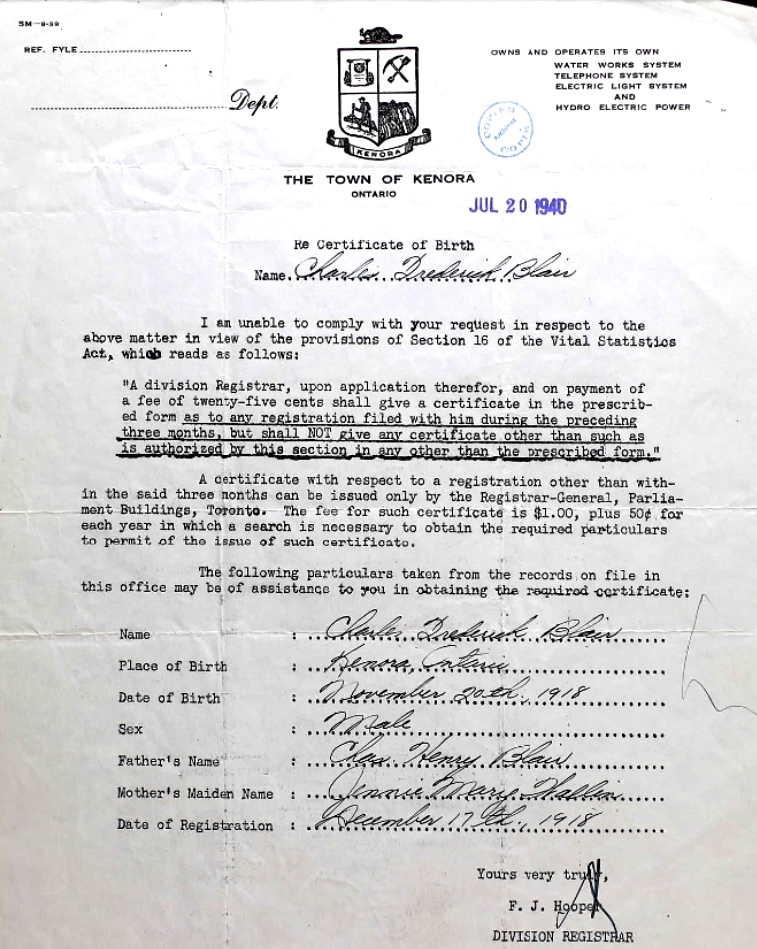 5M-8-39
REF. FYLE
Dept.
OWNS AND OPERATES ITS OWN
WATER WORKS SYSTEM
TELEPHONE SYSTEM
ELECTRIC LIGHT SYSTEM
AND
HYDRO ELECTRIC POWER
KENORA
THE TOWN OF KENORA
ONTARIO
JUL 20 1940
Re Certificate of Birth
Name. Charles Frederick Blair
I am unable to comply with your request in respect to the
above matter in view of the provisions of Section 16 of the Vital Statistics
Act, which reads as follows:
"A division Registrar, upon application therefor, and on payment of
a fee of twenty-five cents shall give a certificate in the prescrib-
ed form as to any registration filed with him during the preceding
three months, but shall NOT give any certificate other than such as
is authorized by this section in any other than the prescribed form."
A certificate with respect to a registration other than with-
in the said three months can be issued only by the Registrar-General, Parlia-
ment Buildings, Toronto. The fee for such certificate is $1.00, plus 50¢ for
each year in which a search is necessary to obtain the required particulars
to permit of the issue of such certificate.
The following particulars taken from the records on file in
this office may be of assistance to you in obtaining the required certificate:
Name : Charles Frederick Blair
Place of Birth : Kenora, Ontario
Date of Birth : November 20th, 1918
Sex : Male
Father's Name : Chas. Henry Blair
Mother's Maiden Name : Jennie Mary Wallin
Date of Registration : December 17th, 1918
Yours very truly,
F. J. Hooper
DIVISION REGISTRAR